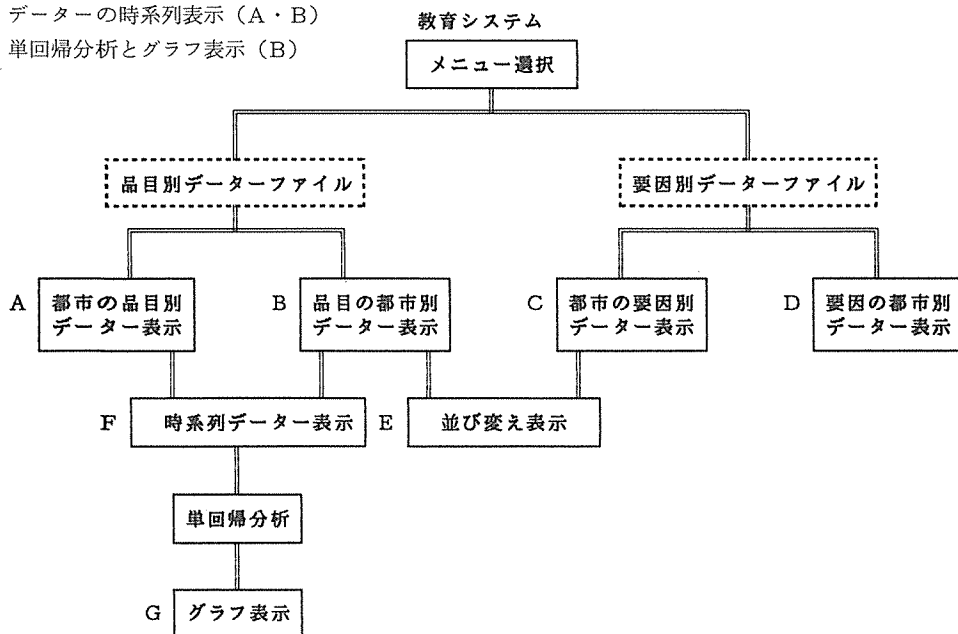 データーの時系列表示(A・B)
単回帰分析とグラフ表示(B)
教育システム
メニュー選択
品目別データーファイル
要因別データーファイル
A
都市の品目別
データー表示
B
品目の都市別
データー表示
C
都市の要因別
データー表示
D
要因の都市別
データー表示
F
時系列データー表示
E
並び変え表示
単回帰分析
G
グラフ表示